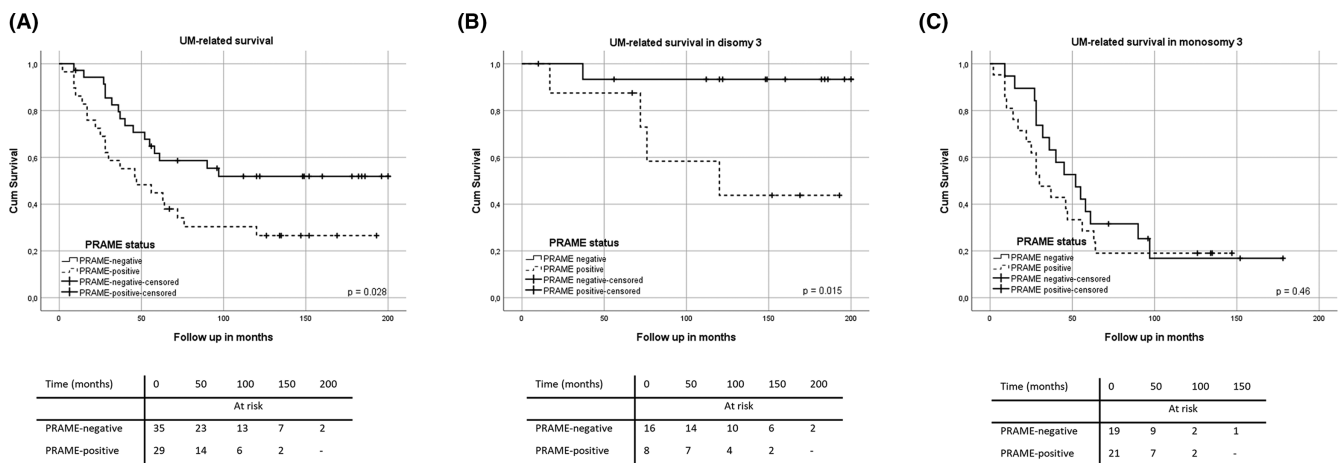 (A)
UM-related survival
Cum Survival
1,0
0,8
0,6
0,4
0,2
0,0
PRAME status
PRAME-negative
PRAME-positive
PRAME-negative-censored
PRAME-positive-censored
p = 0.028
0 50 100 150 200
Follow up in months
Time (months) 0 50 100 150 200
At risk
PRAME-negative 35 23 13 7 2
PRAME-positive 29 14 6 2 -
(B)
UM-related survival in disomy 3
Cum Survival
1,0
0,8
0,6
0,4
0,2
0,0
PRAME status
PRAME negative
PRAME positive
PRAME negative-censored
PRAME positive-censored
p = 0.015
0 50 100 150 200
Follow up in months
Time (months) 0 50 100 150 200
At risk
PRAME-negative 16 14 10 6 2
PRAME-positive 8 7 4 2 -
(C)
UM-related survival in monosomy 3
Cum Survival
1,0
0,8
0,6
0,4
0,2
0,0
PRAME status
PRAME negative
PRAME positive
PRAME negative-censored
PRAME positive-censored
p = 0.46
0 50 100 150 200
Follow up in months
Time (months) 0 50 100 150
At risk
PRAME-negative 19 9 2 1
PRAME-positive 21 7 2 -